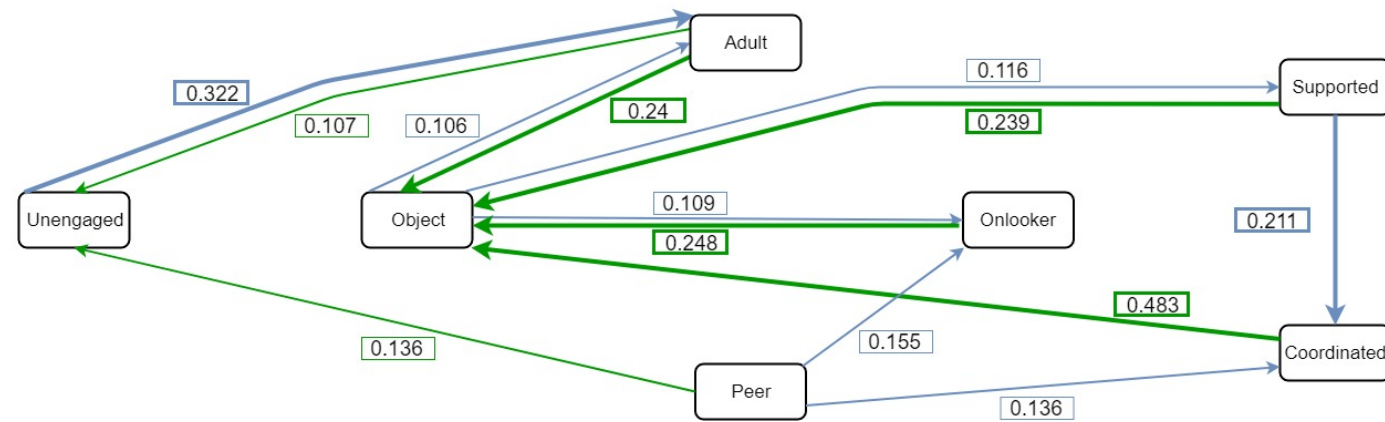 Adult
0.116
Supported
0.322
0.24
0.107
0.106
0.239
Unengaged
Object
0.109
Onlooker
0.211
0.248
0.483
0.155
0.136
Coordinated
Peer
0.136